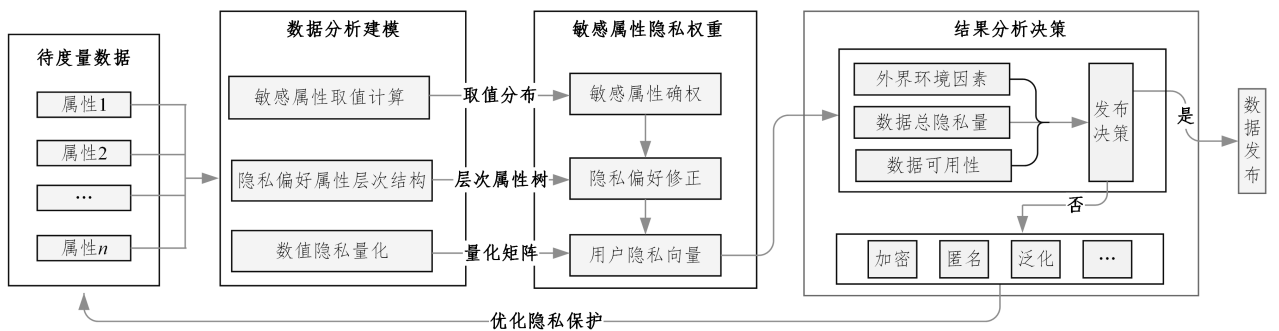 待度量数据
属性1
属性2
…
属性n
数据分析建模
敏感属性取值计算
隐私偏好属性层次结构
数值隐私量化
取值分布
层次属性树
量化矩阵
敏感属性隐私权重
敏感属性确权
隐私偏好修正
用户隐私向量
结果分析决策
外界环境因素
数据总隐私量
数据可用性
发布
决策
是
否
加密
匿名
泛化
…
数据发布
优化隐私保护